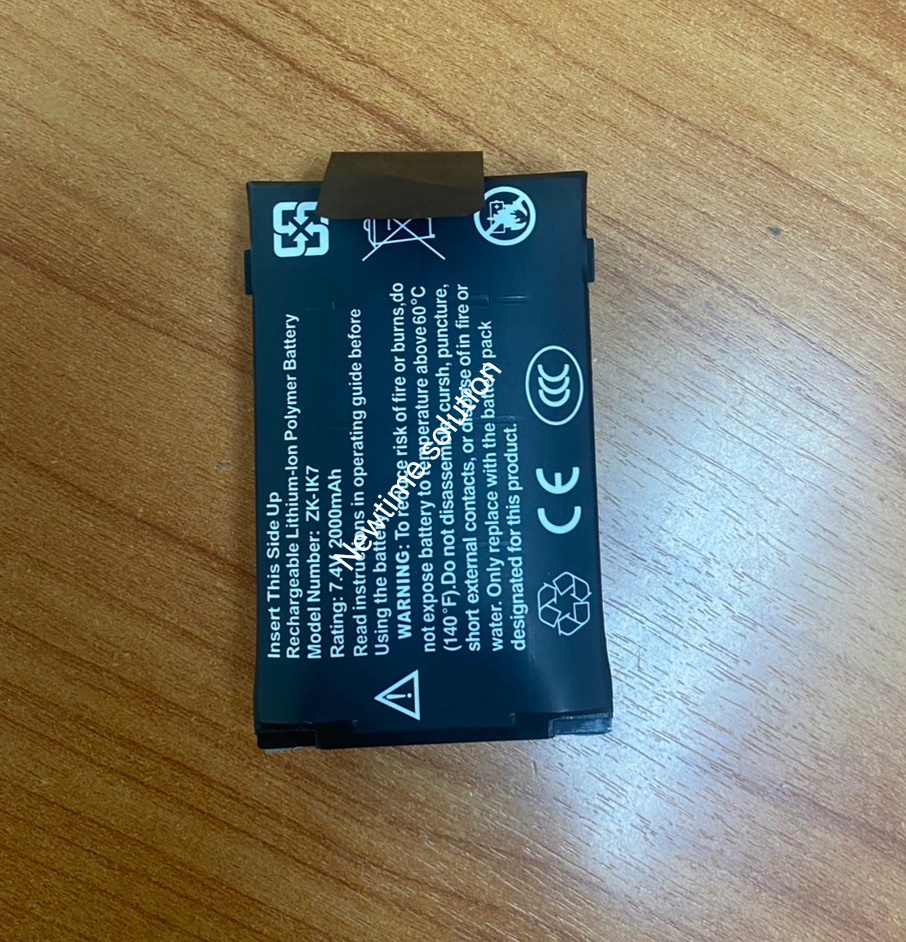 Insert This Side Up
Rechargeable Lithium-Ion Polymer Battery
Model Number: ZK-IK7
Rating: 7.4V 2000mAh
Read instructions in operating guide before
Using the battery.
WARNING: To reduce risk of fire or burns,do
not expose battery to temperature above 60°C
(140°F).Do not disassemble, cursh, puncture,
short external contacts, or dispose of in fire or
water. Only replace with the battery pack
designated for this product.
CE
CCC
Newtime solution